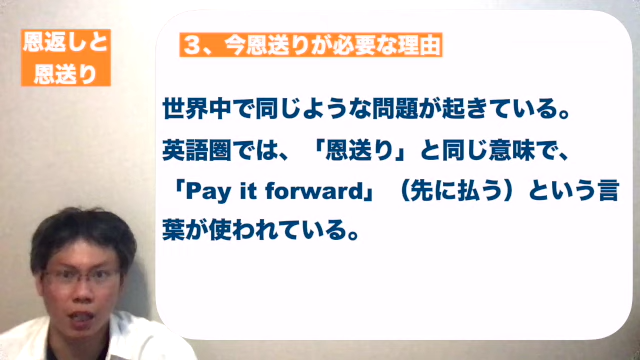 恩返しと
恩送り
３、今恩送りが必要な理由
世界中で同じような問題が起きている。
英語圏では、「恩送り」と同じ意味で、
「Pay it forward」（先に払う）という言
葉が使われている。